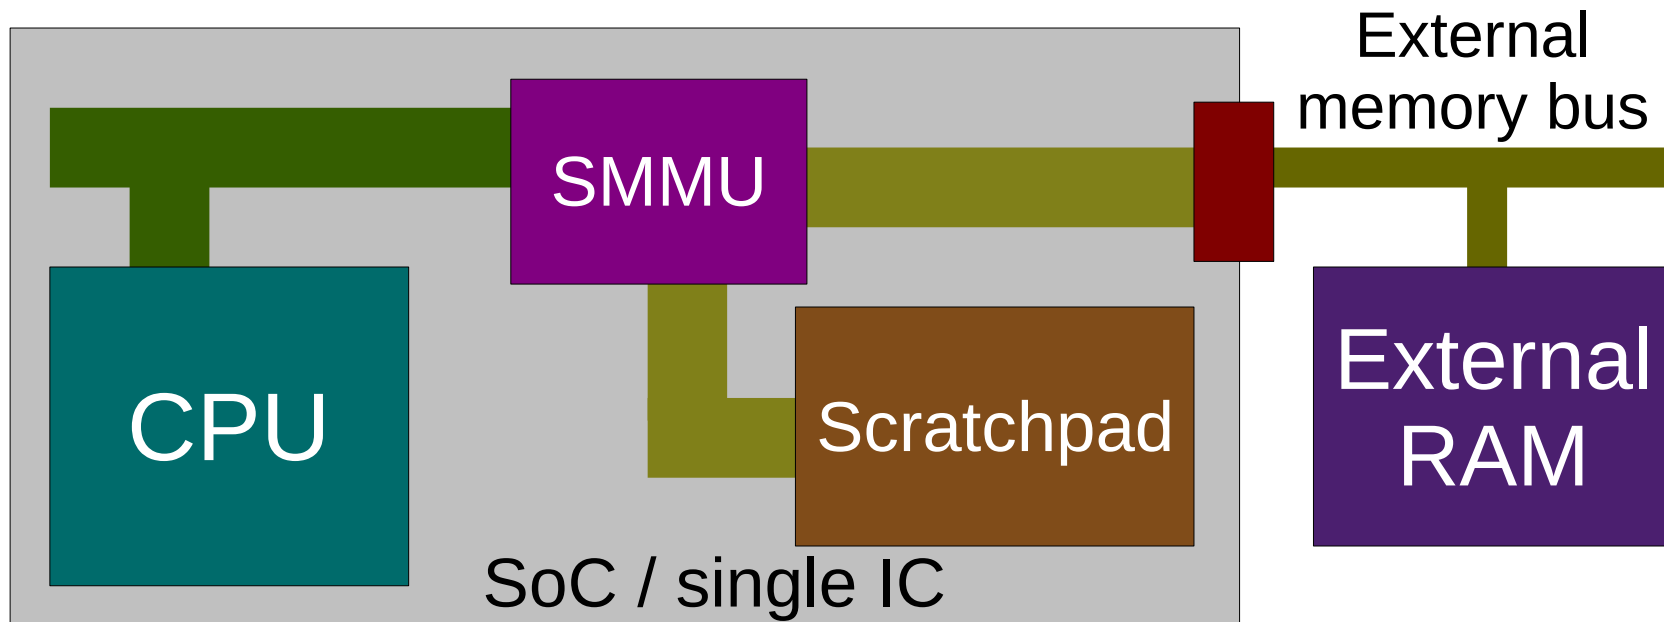 External
memory bus
SMMU
CPU
Scratchpad
External
RAM
SoC / single IC